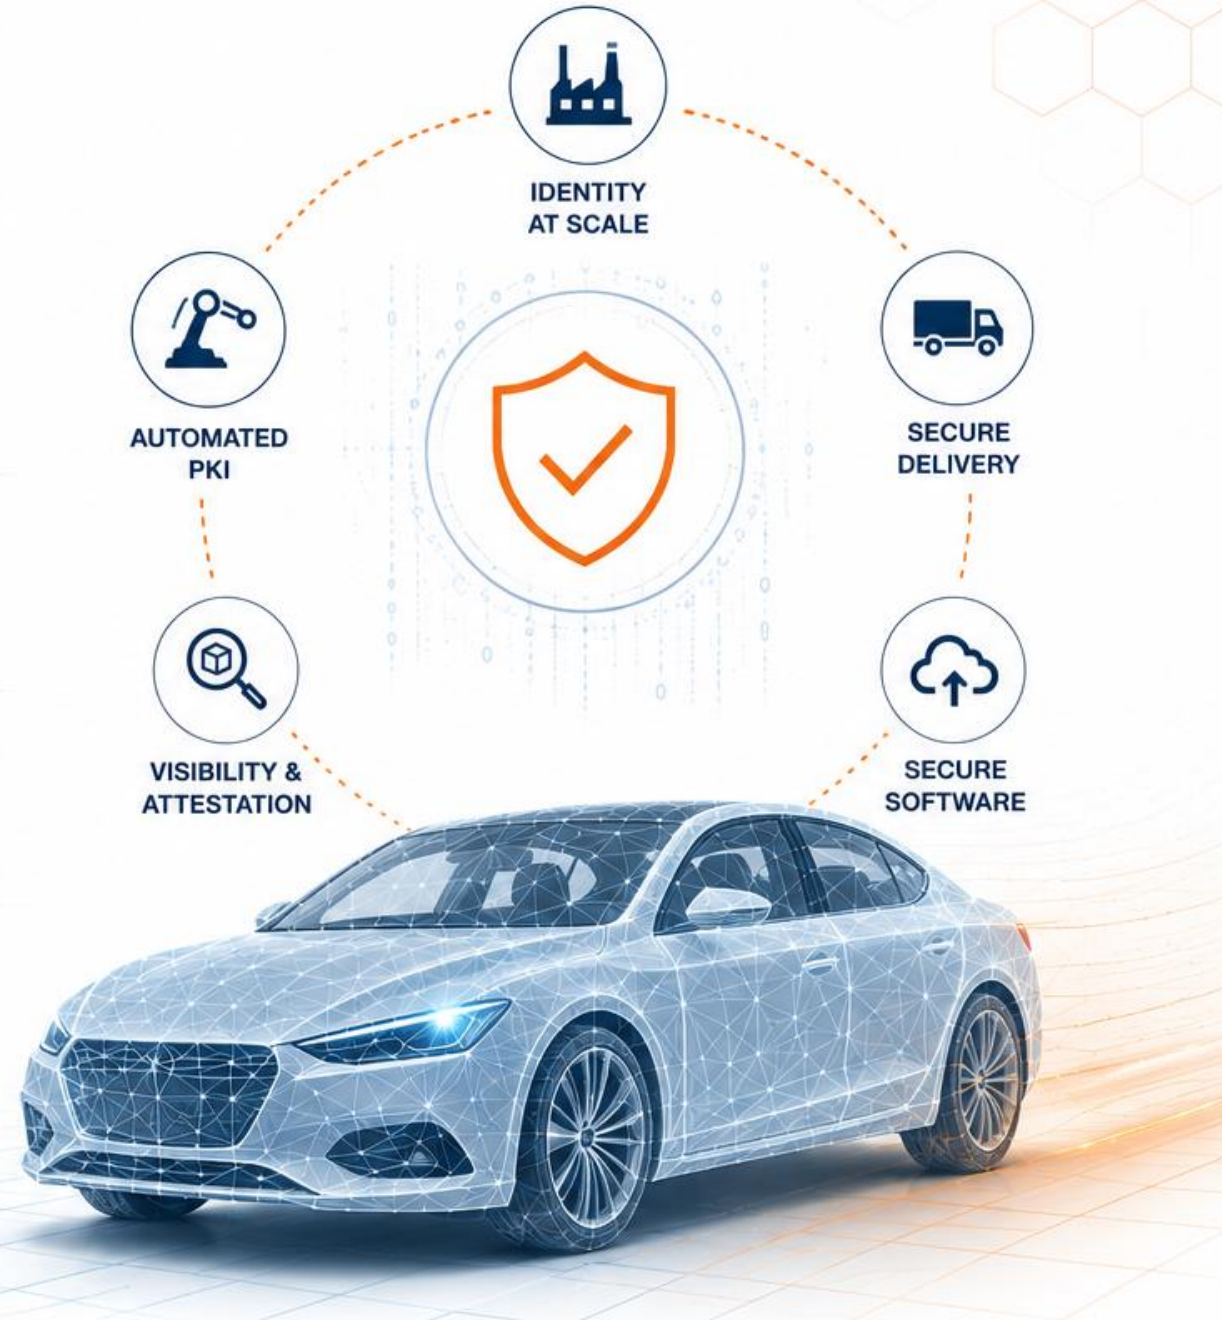 IDENTITY
AT SCALE
AUTOMATED
PKI
SECURE
DELIVERY
VISIBILITY &
ATTESTATION
SECURE
SOFTWARE